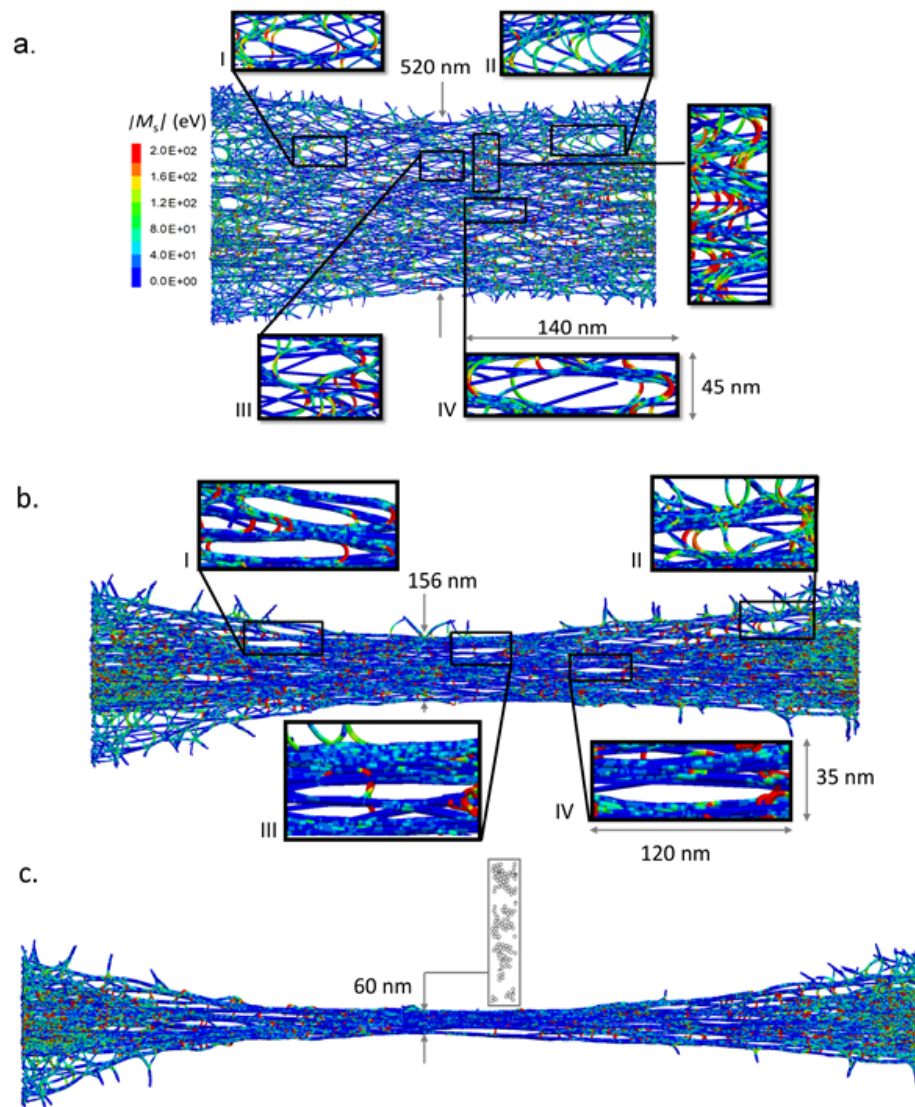 a.
I
520 nm
II
|Mₛ| (eV)
2.0E+02
1.6E+02
1.2E+02
8.0E+01
4.0E+01
0.0E+00
140 nm
45 nm
III
IV
b.
I
156 nm
II
III
IV
35 nm
120 nm
c.
60 nm